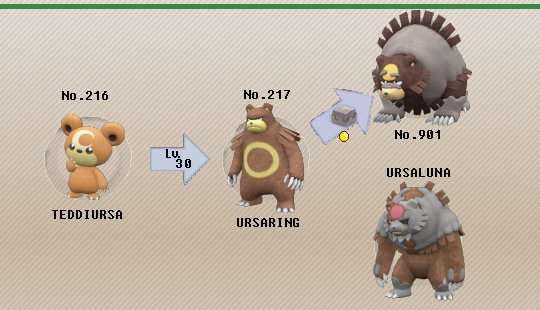 No.216
TEDDIURSA
Lv.
30
No.217
URSARING
No.901
URSALUNA